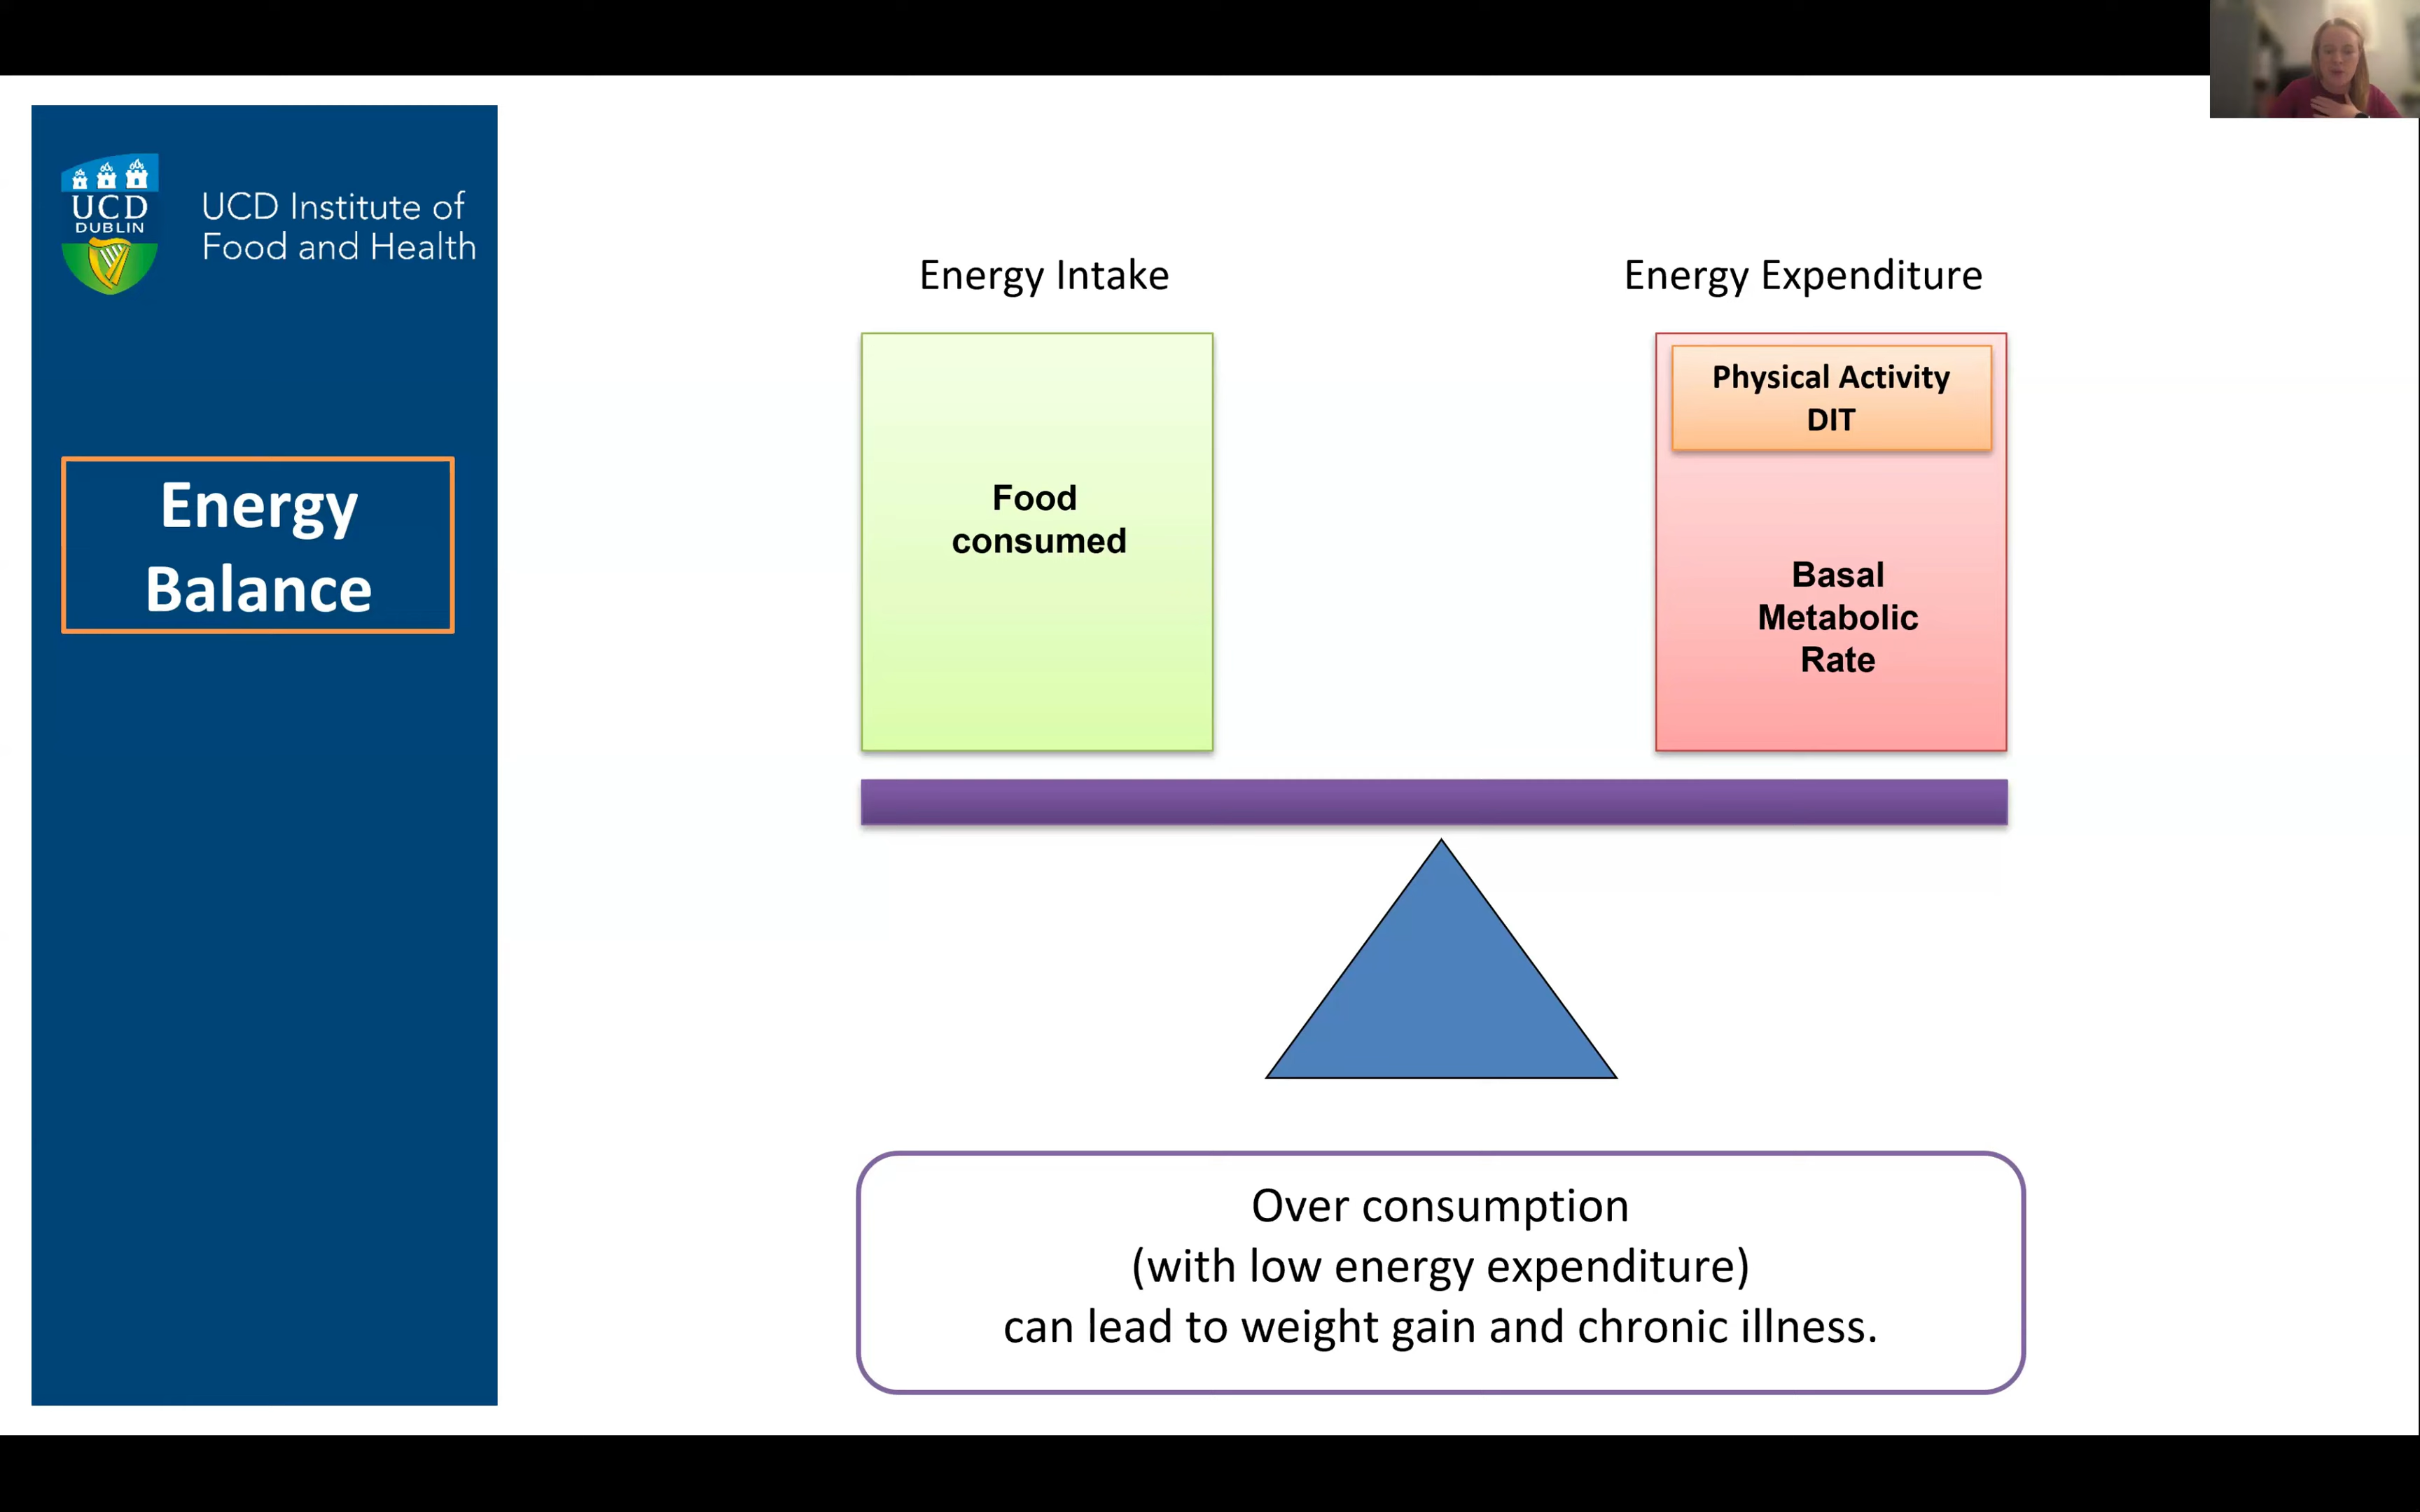 UCD
DUBLIN
UCD Institute of
Food and Health
Energy
Balance
Energy Intake
Energy Expenditure
Food
consumed
Physical Activity
DIT
Basal
Metabolic
Rate
Over consumption
(with low energy expenditure)
can lead to weight gain and chronic illness.